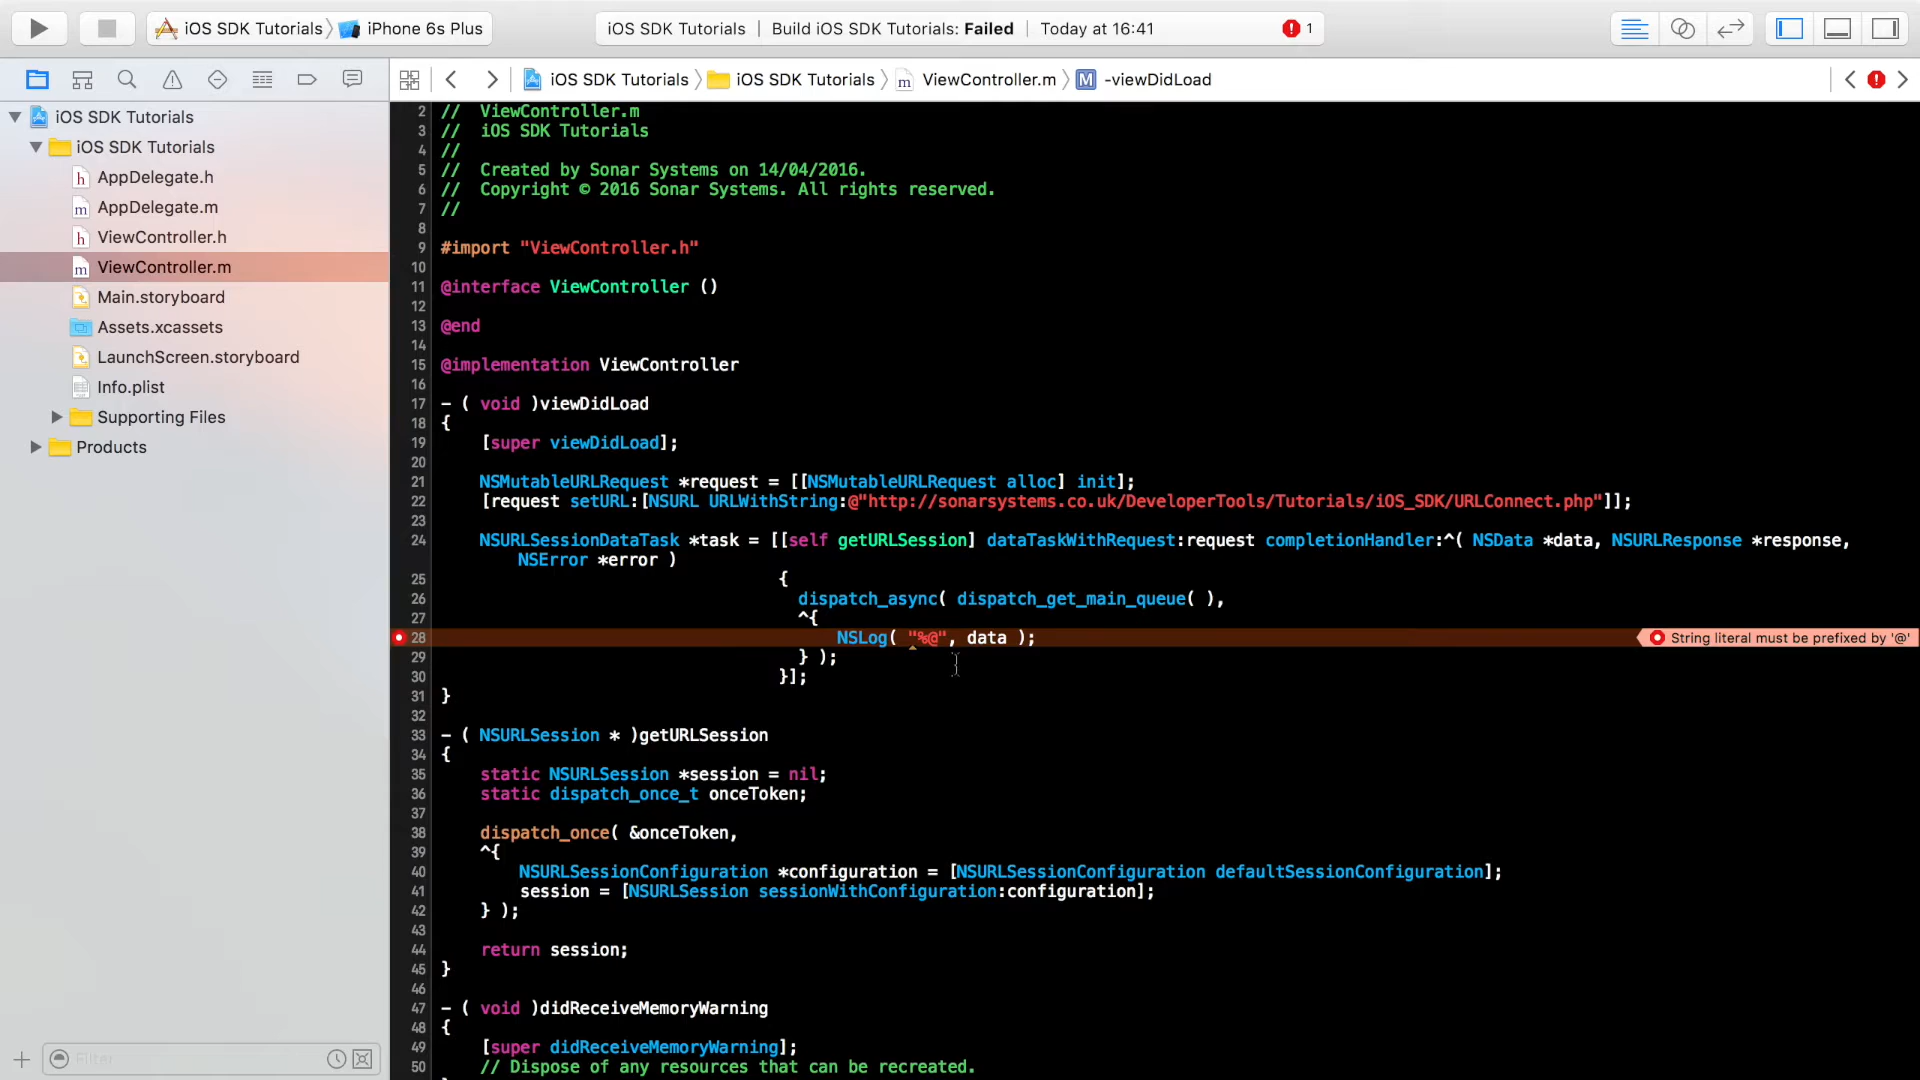 iOS SDK Tutorials
iPhone 6s Plus
iOS SDK Tutorials
Build iOS SDK Tutorials: Failed
Today at 16:41
1
iOS SDK Tutorials
iOS SDK Tutorials
ViewController.m
M
-viewDidLoad
iOS SDK Tutorials
iOS SDK Tutorials
h AppDelegate.h
m AppDelegate.m
h ViewController.h
m ViewController.m
Main.storyboard
Assets.xcassets
LaunchScreen.storyboard
Info.plist
Supporting Files
Products
Filter
2 //  ViewController.m
3 //  iOS SDK Tutorials
4 //
5 //  Created by Sonar Systems on 14/04/2016.
6 //  Copyright © 2016 Sonar Systems. All rights reserved.
7 //
8
9 #import "ViewController.h"
10
11 @interface ViewController ()
12
13 @end
14
15 @implementation ViewController
16
17 - ( void )viewDidLoad
18 {
19     [super viewDidLoad];
20
21     NSMutableURLRequest *request = [[NSMutableURLRequest alloc] init];
22     [request setURL:[NSURL URLWithString:@"http://sonarsystems.co.uk/DeveloperTools/Tutorials/iOS_SDK/URLConnect.php"]];
23
24     NSURLSessionDataTask *task = [[self getURLSession] dataTaskWithRequest:request completionHandler:^( NSData *data, NSURLResponse *response,
NSError *error )
25 {
26 dispatch_async( dispatch_get_main_queue( ),
27 ^{
28 NSLog( "%@", data ); String literal must be prefixed by '@'
29 } );
30 }];
31 }
32
33 - ( NSURLSession * )getURLSession
34 {
35     static NSURLSession *session = nil;
36     static dispatch_once_t onceToken;
37
38     dispatch_once( &onceToken,
39     ^{
40         NSURLSessionConfiguration *configuration = [NSURLSessionConfiguration defaultSessionConfiguration];
41         session = [NSURLSession sessionWithConfiguration:configuration];
42     } );
43
44     return session;
45 }
46
47 - ( void )didReceiveMemoryWarning
48 {
49     [super didReceiveMemoryWarning];
50     // Dispose of any resources that can be recreated.